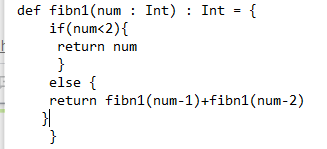 def fibn1(num : Int) : Int = {
if(num<2){
return num
}
else {
return fibn1(num-1)+fibn1(num-2)
}
}